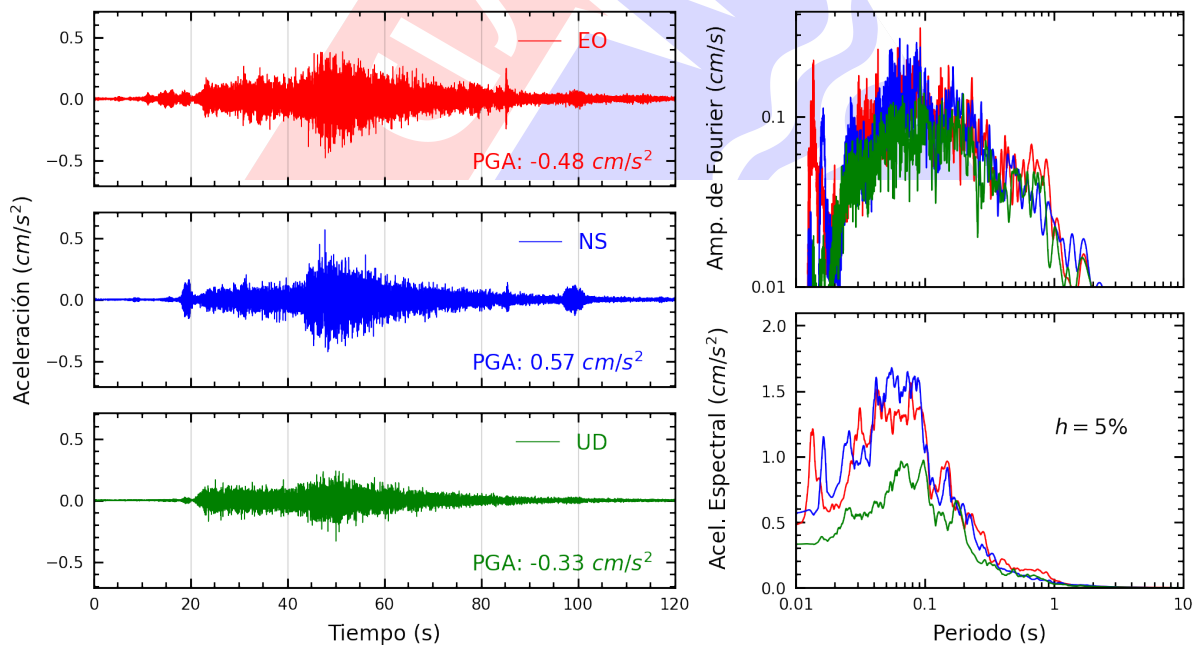 Aceleración (cm/s²)
0.5
0.0
−0.5
EO
PGA: -0.48 cm/s²
0.5
0.0
−0.5
NS
PGA: 0.57 cm/s²
0.5
0.0
−0.5
UD
PGA: -0.33 cm/s²
0 20 40 60 80 100 120
Tiempo (s)
Amp. de Fourier (cm/s)
0.1
0.01
Acel. Espectral (cm/s²)
2.0
1.5
1.0
0.5
0.0
h = 5%
0.01 0.1 1 10
Periodo (s)